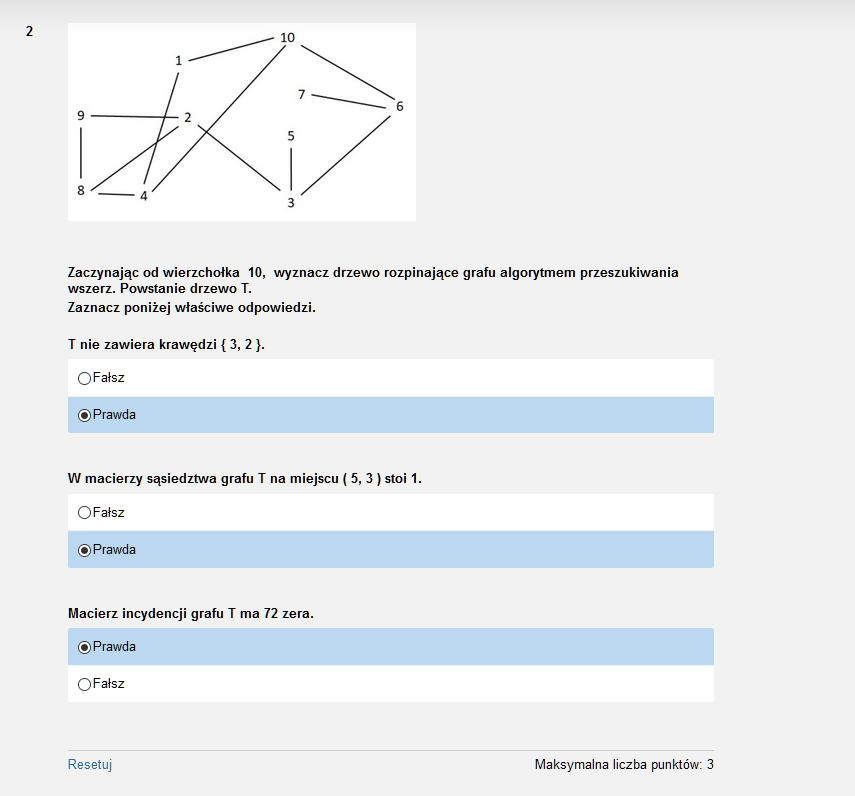 2
10
1
7
6
9
2
5
8
4
3
Zaczynając od wierzchołka 10, wyznacz drzewo rozpinające grafu algorytmem przeszukiwania
wszerz. Powstanie drzewo T.
Zaznacz poniżej właściwe odpowiedzi.
T nie zawiera krawędzi { 3, 2 }.
Fałsz
Prawda
W macierzy sąsiedztwa grafu T na miejscu ( 5, 3 ) stoi 1.
Fałsz
Prawda
Macierz incydencji grafu T ma 72 zera.
Prawda
Fałsz
Resetuj Maksymalna liczba punktów: 3